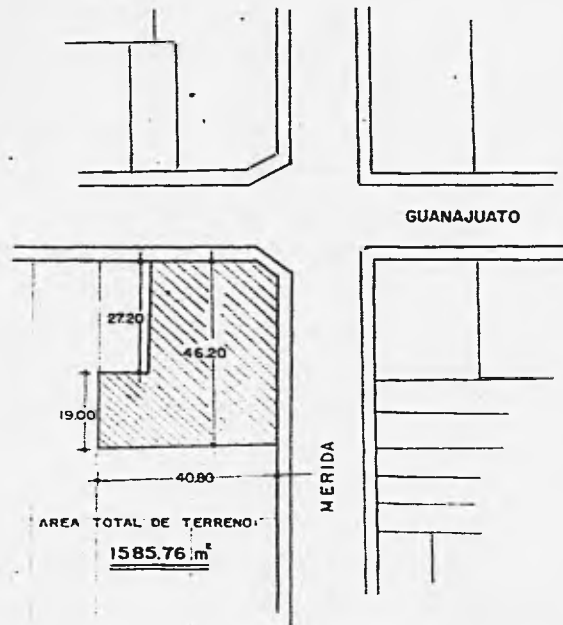 GUANAJUATO
27.20
46.20
19.00
40.80
MERIDA
AREA TOTAL DE TERRENO:
1585.76 m²